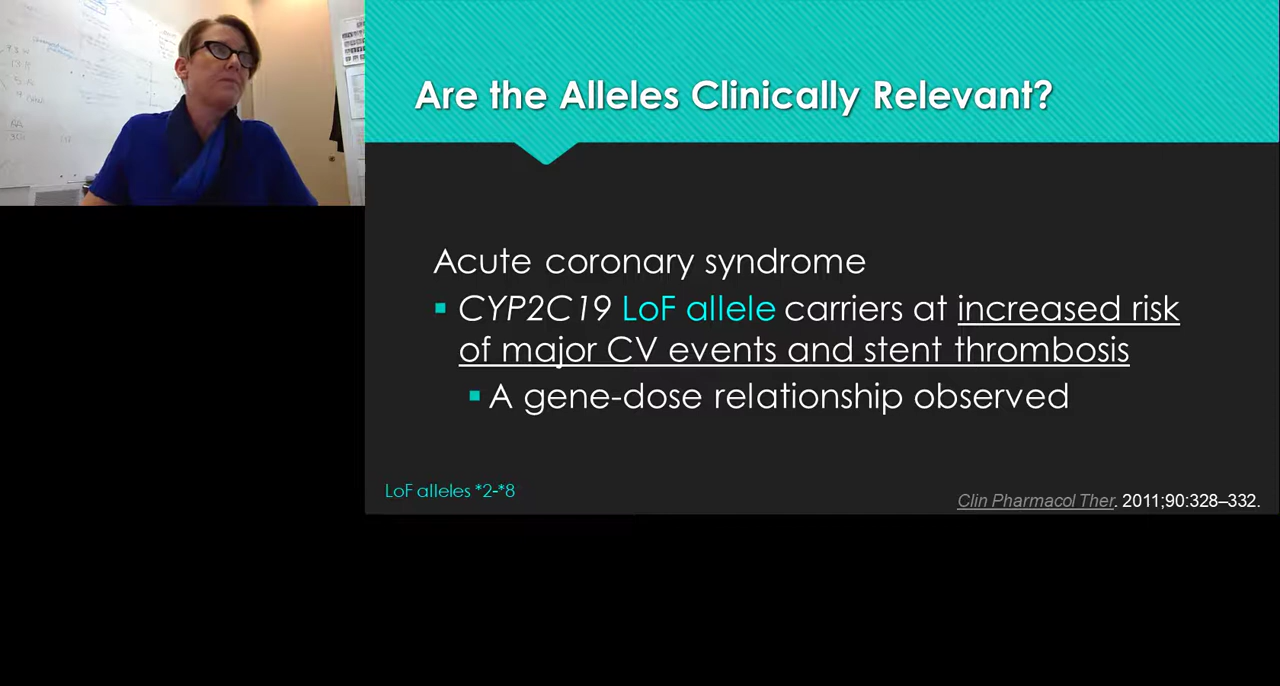 Are the Alleles Clinically Relevant?
Acute coronary syndrome
CYP2C19 LoF allele carriers at increased risk
of major CV events and stent thrombosis
A gene-dose relationship observed
LoF alleles *2-*8
Clin Pharmacol Ther. 2011;90:328–332.